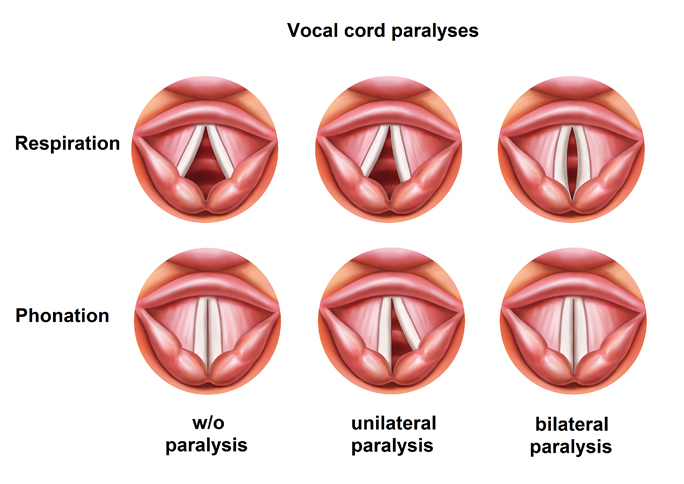 Vocal cord paralyses
Respiration
Phonation
w/o
paralysis
unilateral
paralysis
bilateral
paralysis